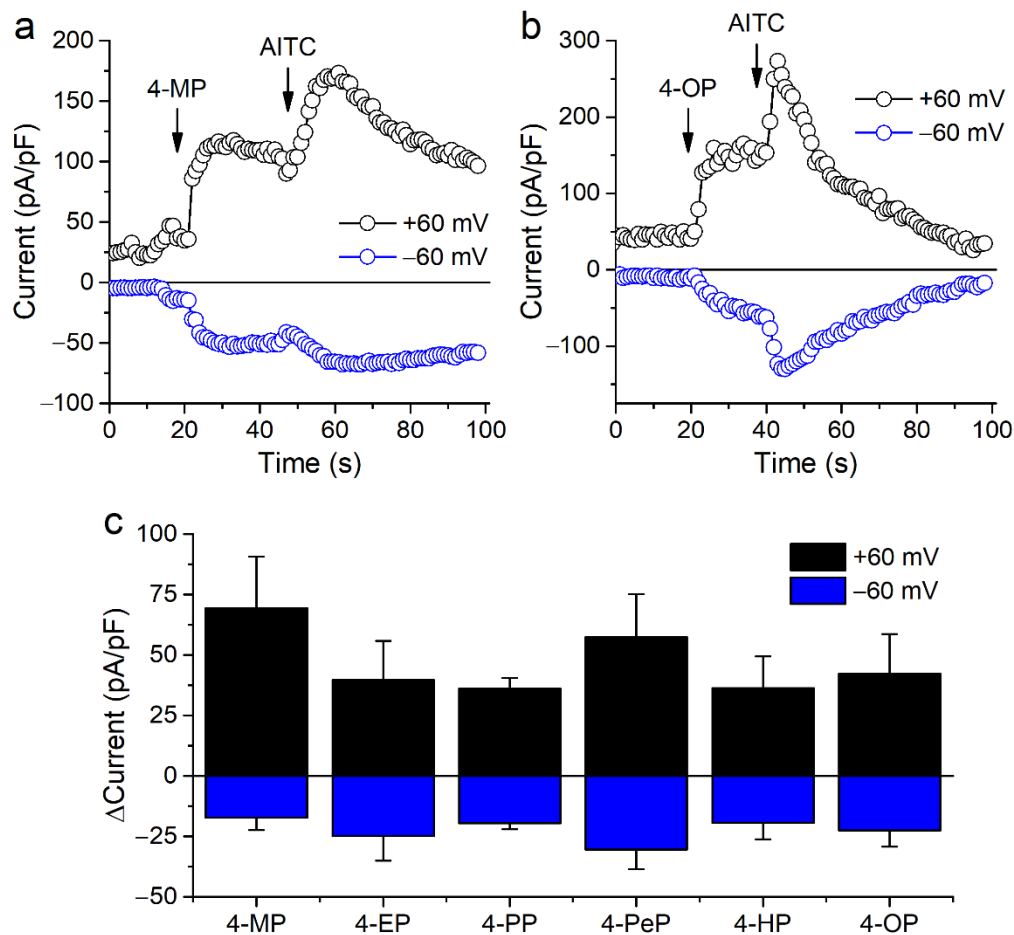 a
200
150
100
50
0
−50
−100
Current (pA/pF)
4-MP
AITC
+60 mV
−60 mV
0 20 40 60 80 100
Time (s)
b
300
200
100
0
−100
Current (pA/pF)
4-OP
AITC
+60 mV
−60 mV
0 20 40 60 80 100
Time (s)
c
100
75
50
25
0
−25
−50
ΔCurrent (pA/pF)
+60 mV
−60 mV
4-MP 4-EP 4-PP 4-PeP 4-HP 4-OP